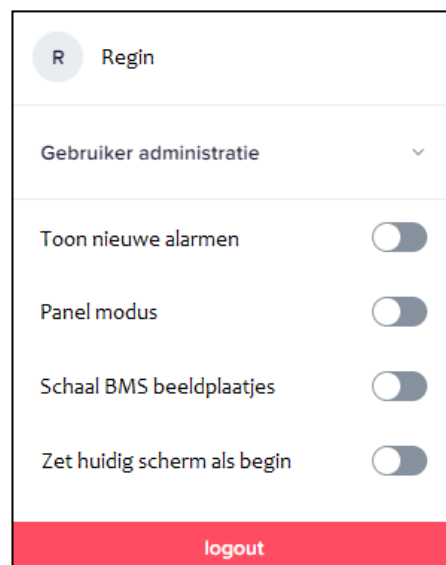 R Regin
Gebruiker administratie
Toon nieuwe alarmen
Panel modus
Schaal BMS beeldplaatjes
Zet huidig scherm als begin
logout